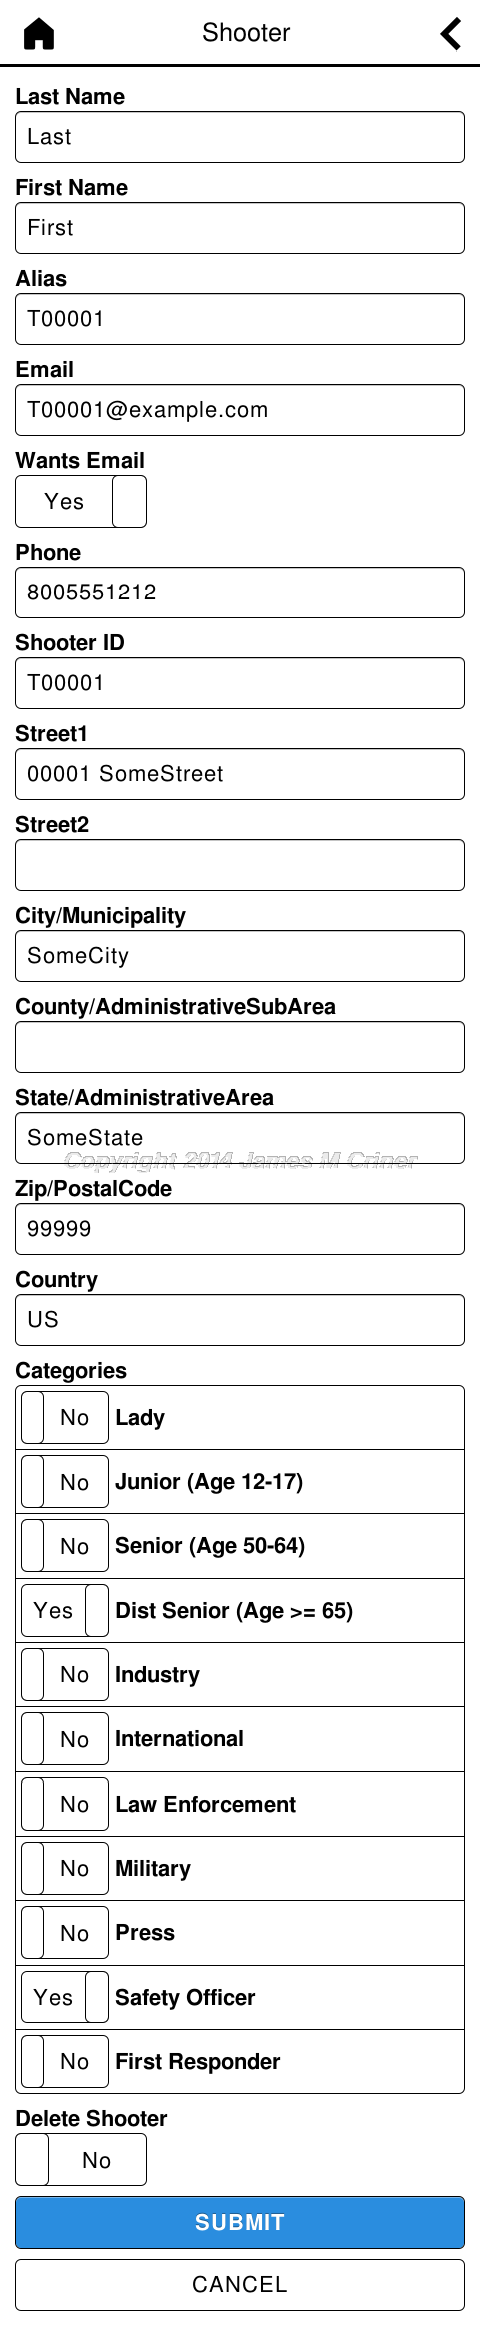 Shooter
Last Name
Last
First Name
First
Alias
T00001
Email
T00001@example.com
Wants Email
Yes
Phone
8005551212
Shooter ID
T00001
Street1
00001 SomeStreet
Street2
City/Municipality
SomeCity
County/AdministrativeSubArea
State/AdministrativeArea
SomeState
Copyright 2014 James M Criner
Zip/PostalCode
99999
Country
US
Categories
No Lady
No Junior (Age 12-17)
No Senior (Age 50-64)
Yes Dist Senior (Age >= 65)
No Industry
No International
No Law Enforcement
No Military
No Press
Yes Safety Officer
No First Responder
Delete Shooter
No
SUBMIT
CANCEL